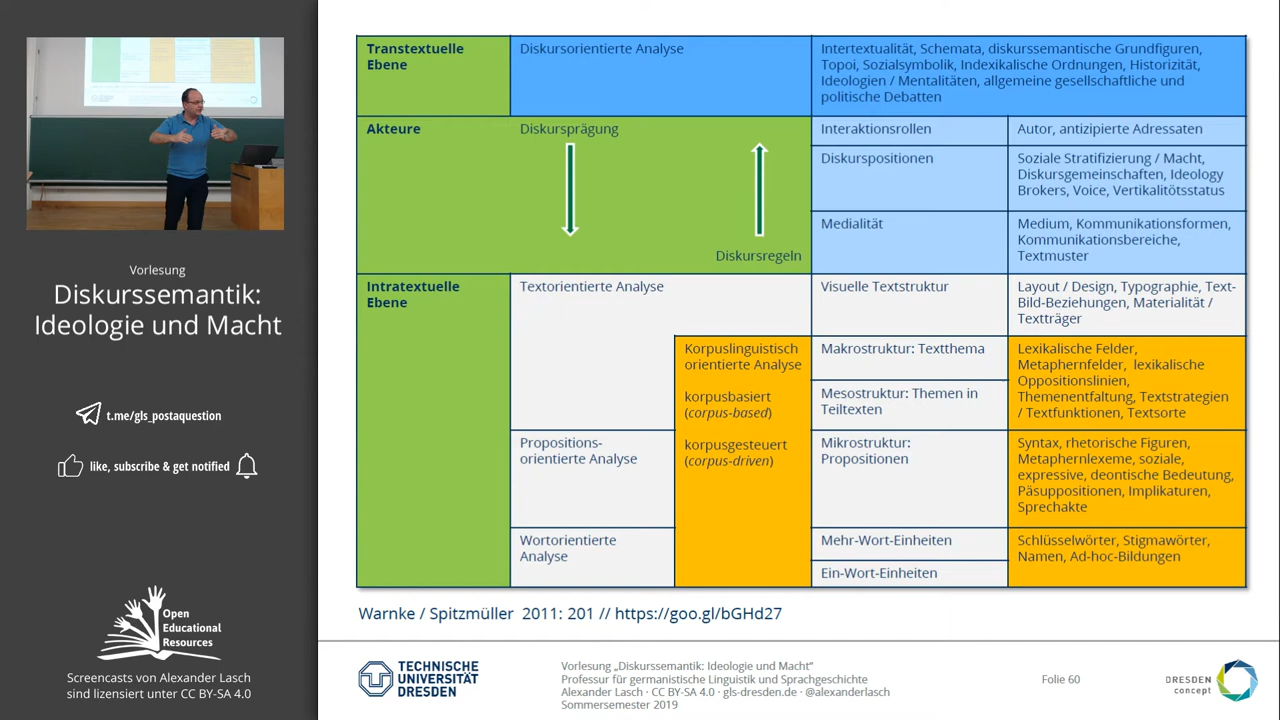 Vorlesung
Diskurssemantik:
Ideologie und Macht
t.me/gls_postaquestion
like, subscribe & get notified
Open
Educational
Resources
Screencasts von Alexander Lasch
sind lizensiert unter CC BY-SA 4.0
Transtextuelle
Ebene
Diskursorientierte Analyse
Intertextualität, Schemata, diskurssemantische Grundfiguren,
Topoi, Sozialsymbolik, Indexikalische Ordnungen, Historizität,
Ideologien / Mentalitäten, allgemeine gesellschaftliche und
politische Debatten
Akteure
Diskursprägung
Diskursregeln
Interaktionsrollen
Autor, antizipierte Adressaten
Diskurspositionen
Soziale Stratifizierung / Macht,
Diskursgemeinschaften, Ideology
Brokers, Voice, Vertikalitötsstatus
Medialität
Medium, Kommunikationsformen,
Kommunikationsbereiche,
Textmuster
Intratextuelle
Ebene
Textorientierte Analyse
Visuelle Textstruktur
Layout / Design, Typographie, Text-
Bild-Beziehungen, Materialität /
Textträger
Korpuslinguistisch
orientierte Analyse
korpusbasiert
(corpus-based)
korpusgesteuert
(corpus-driven)
Makrostruktur: Textthema
Mesostruktur: Themen in
Teiltexten
Lexikalische Felder,
Metaphernfelder, lexikalische
Oppositionslinien,
Themenentfaltung, Textstrategien
/ Textfunktionen, Textsorte
Propositions-
orientierte Analyse
Mikrostruktur:
Propositionen
Syntax, rhetorische Figuren,
Metaphernlexeme, soziale,
expressive, deontische Bedeutung,
Päsuppositionen, Implikaturen,
Sprechakte
Wortorientierte
Analyse
Mehr-Wort-Einheiten
Ein-Wort-Einheiten
Schlüsselwörter, Stigmawörter,
Namen, Ad-hoc-Bildungen
Warnke / Spitzmüller 2011: 201 // https://goo.gl/bGHd27
TECHNISCHE
UNIVERSITÄT
DRESDEN
Vorlesung „Diskurssemantik: Ideologie und Macht“
Professur für germanistische Linguistik und Sprachgeschichte
Alexander Lasch · CC BY-SA 4.0 · gls-dresden.de · @alexanderlasch
Sommersemester 2019
Folie 60
DRESDEN
concept